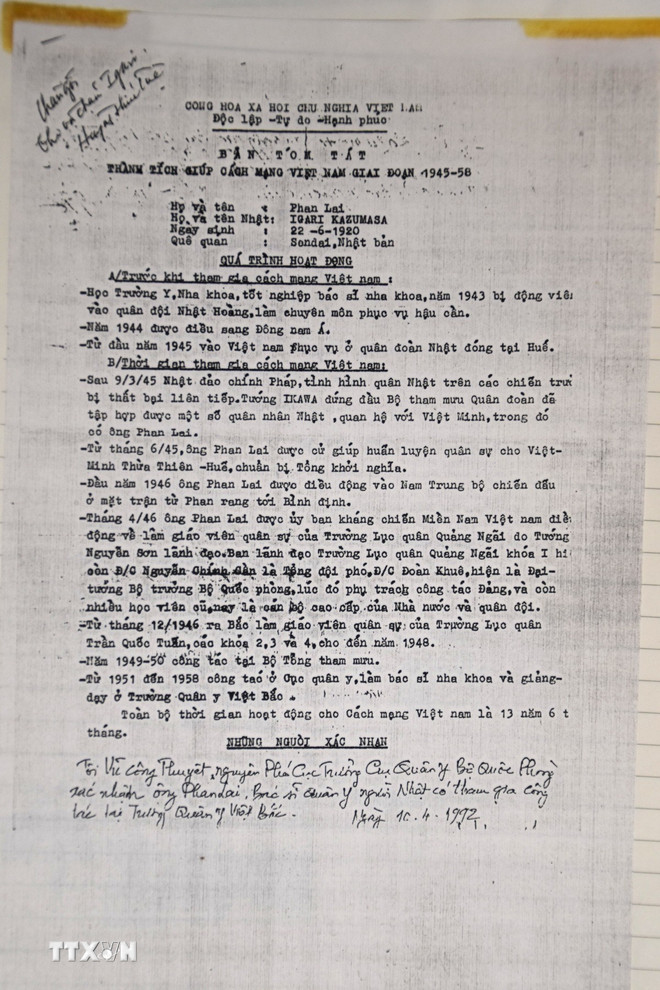 Thân gửi
Igari
CONG HOA XA HOI CHU NGHIA VIET NAM
Độc lập -Tự do -Hạnh phúc
BẢN TÓM TẮT
THÀNH TÍCH GIÚP CÁCH MẠNG VIỆT NAM GIAI ĐOẠN 1945-58
Họ và tên : Phan Lai
Họ và tên Nhật: IGARI KAZUMASA
Ngày sinh : 22 -6-1920
Quê quan : Sondai,Nhật bản
QUÁ TRÌNH HOẠT ĐỘNG
A/Trước khi tham gia cách mạng Việt nam :
-Học Trường Y,Nha khoa,tốt nghiệp bác sĩ nha khoa,năm 1943 bị động viê
vào quân đội Nhật Hoàng,làm chuyên môn phục vụ hậu cần.
-Năm 1944 được điều sang Đông nam Á.
-Từ đầu năm 1945 vào Việt nam phục vụ ở quân đoàn Nhật đóng tại Huế.
B/Thời gian tham gia cách mạng Việt nam:
-Sau 9/3/45 Nhật đảo chính Pháp,tình hình quân Nhật trên các chiến trườ
bị thất bại liên tiếp.Tướng IKAWA đứng đầu Bộ tham mưu Quân đoàn để
tập hợp được một số quân nhân Nhật ,quan hệ với Việt Minh,trong đó
có ông Phan Lai.
-Từ tháng 6/45,ông Phan Lai được cử giúp huấn luyện quân sự cho Việt-
Minh Thừa Thiên -Huế,chuẩn bị Tổng khởi nghĩa.
-Đầu năm 1946 ông Phan Lai được điều động vào Nam Trung bộ chiến đấu
ở mặt trận từ Phan rang tới Bình định.
-Tháng 4/46 ông Phan Lai được ủy ban kháng chiến Miền Nam Việt nam điề
động về làm giáo viên quân sự của Trường Lục quân Quảng Ngãi do Tướng
Nguyễn Sơn lãnh đạo.Ban lãnh đạo Trường Lục quân Quảng Ngãi khóa I hi
còn Đ/C Nguyễn Chính Cần là Tổng đội phó,Đ/C Đoàn Khuê,hiện là Đại-
tướng Bộ trưởng Bộ Quốc phòng,lúc đó phụ trách công tác Đảng,và còn
nhiều học viên cũ,nay là cán bộ cao cấp của Nhà nước và quân đội.
-Từ tháng 12/1946 ra Bắc làm giáo viên quân sự của Trường Lục quân
Trần Quốc Tuấn,các khóa 2,3 và 4,cho đến năm 1948.
-Năm 1949-50 công tác tại Bộ Tổng tham mưu.
-Từ 1951 đến 1958 công tác ở Cục quân y,làm bác sĩ nha khoa và giảng-
dạy ở Trường Quân y Việt Bắc .
Toàn bộ thời gian hoạt động cho Cách mạng Việt nam là 13 năm 6 t
tháng.
NHỮNG NGƯỜI XÁC NHẬN
Tôi Vũ Công Thuyết, nguyên Phó Cục Trưởng Cục Quân Y Bộ Quốc Phòng
xác nhận ông Phan Lai, Bác sĩ Quân Y người Nhật có tham gia công
tác tại Trường Quân Y Việt Bắc. Ngày 10.4.1992
TTXVN